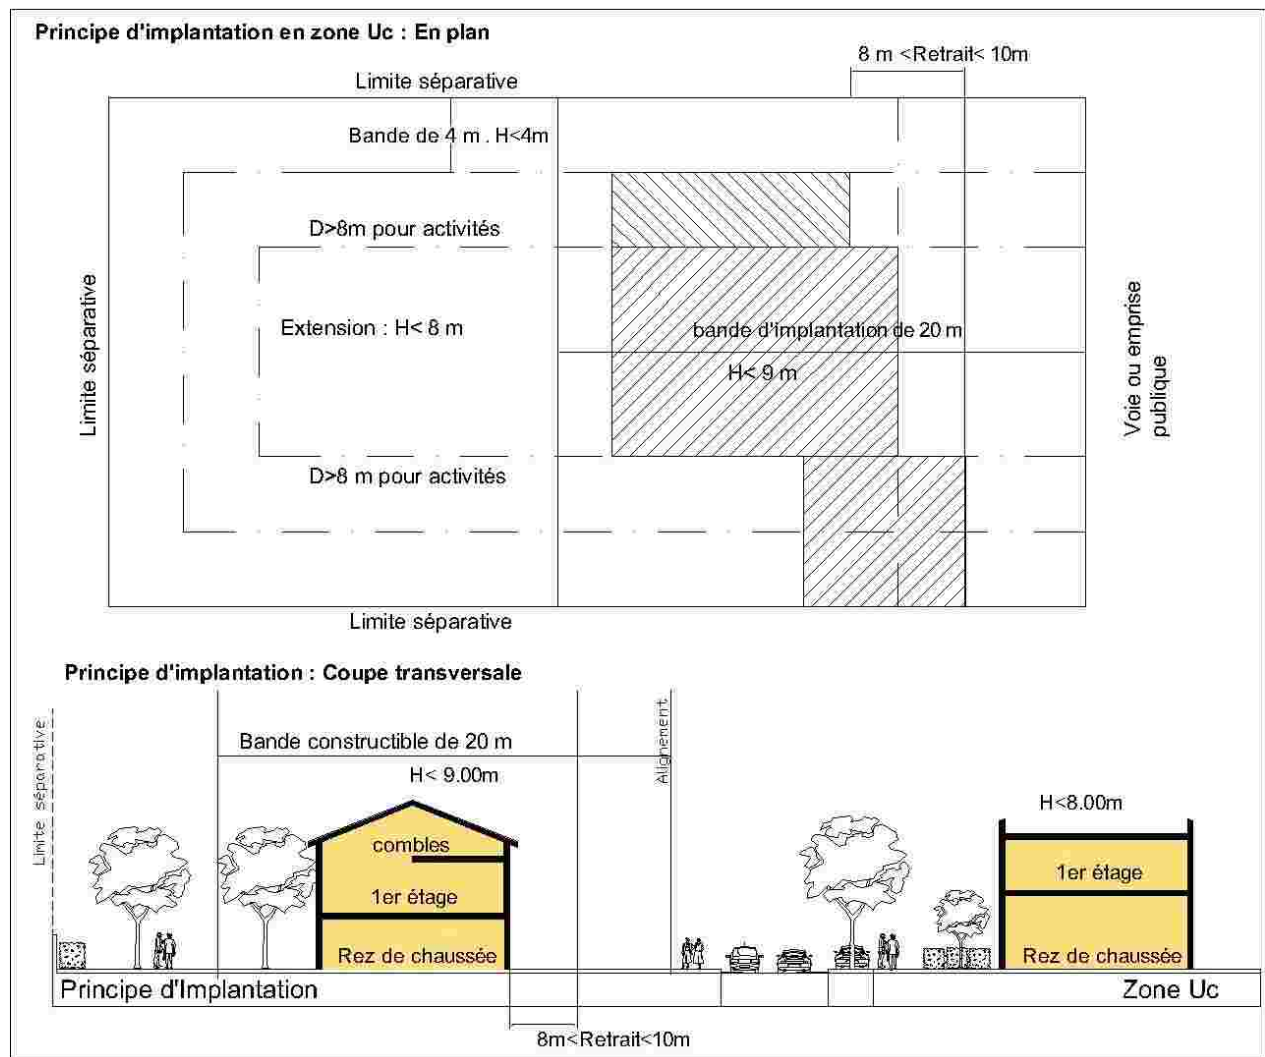 Principe d'implantation en zone Uc : En plan
8 m <Retrait< 10m
Limite séparative
Bande de 4 m . H<4m
D>8m pour activités
Limite séparative
Extension : H< 8 m
bande d'implantation de 20 m
H< 9 m
Voie ou emprise
publique
D>8 m pour activités
Limite séparative
Principe d'implantation : Coupe transversale
Limite séparative
Bande constructible de 20 m
Alignement
H< 9.00m
H<8.00m
combles
1er étage
1er étage
Rez de chaussée
Rez de chaussée
Principe d'Implantation
Zone Uc
8m<Retrait<10m